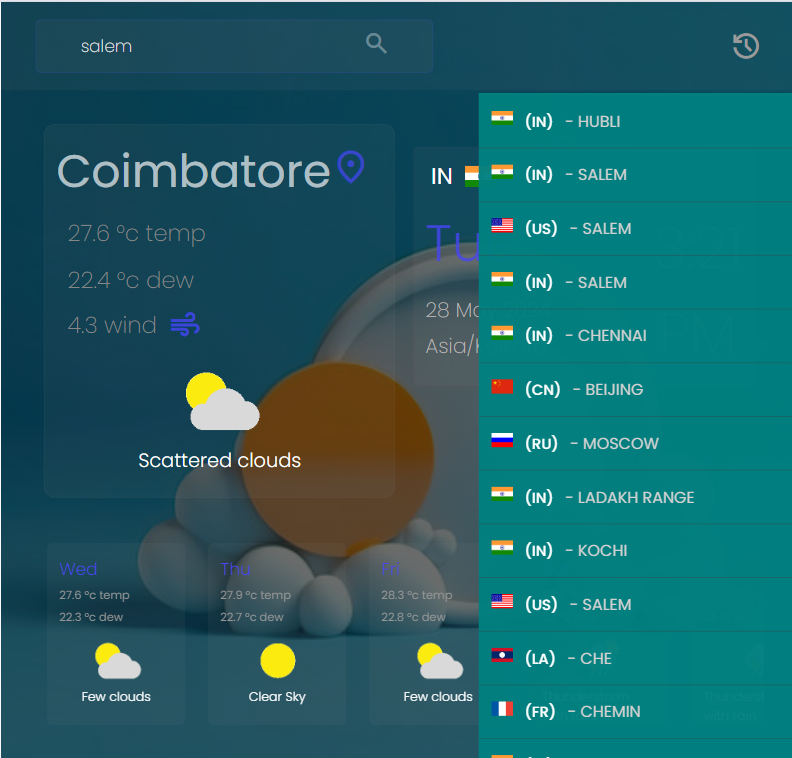 salem
Coimbatore
27.6 °c temp
22.4 °c dew
4.3 wind
Scattered clouds
IN
Tu
28 M
Asia/
Wed
27.6 °c temp
22.3 °c dew
Few clouds
Thu
27.9 °c temp
22.7 °c dew
Clear Sky
Fri
28.3 °c temp
22.8 °c dew
Few clouds
(IN) - HUBLI
(IN) - SALEM
(US) - SALEM
(IN) - SALEM
(IN) - CHENNAI
(CN) - BEIJING
(RU) - MOSCOW
(IN) - LADAKH RANGE
(IN) - KOCHI
(US) - SALEM
(LA) - CHE
(FR) - CHEMIN